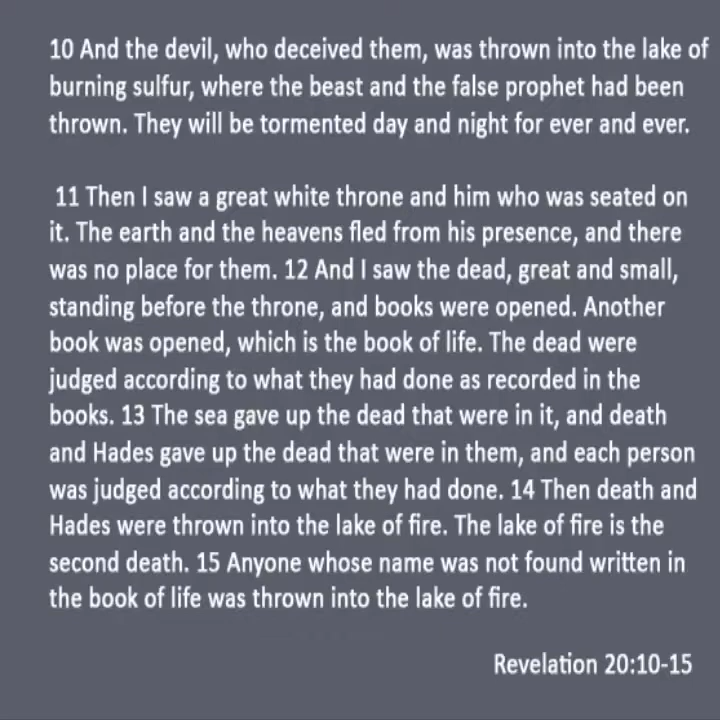 10 And the devil, who deceived them, was thrown into the lake of
burning sulfur, where the beast and the false prophet had been
thrown. They will be tormented day and night for ever and ever.
11 Then I saw a great white throne and him who was seated on
it. The earth and the heavens fled from his presence, and there
was no place for them. 12 And I saw the dead, great and small,
standing before the throne, and books were opened. Another
book was opened, which is the book of life. The dead were
judged according to what they had done as recorded in the
books. 13 The sea gave up the dead that were in it, and death
and Hades gave up the dead that were in them, and each person
was judged according to what they had done. 14 Then death and
Hades were thrown into the lake of fire. The lake of fire is the
second death. 15 Anyone whose name was not found written in
the book of life was thrown into the lake of fire.
Revelation 20:10-15